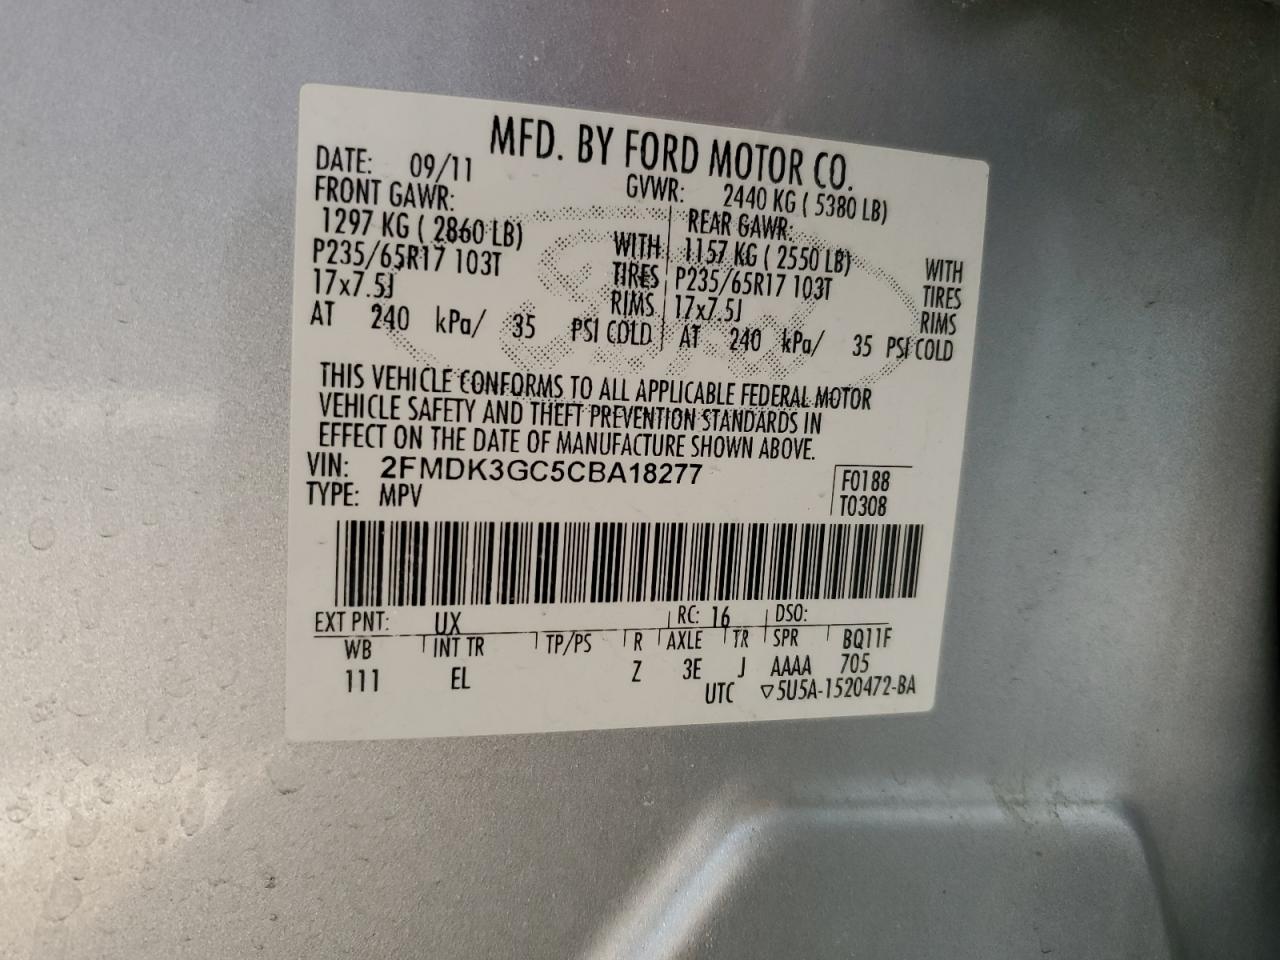 MFD. BY FORD MOTOR CO.
DATE: 09/11 GVWR: 2440 KG ( 5380 LB)
FRONT GAWR: REAR GAWR:
1297 KG ( 2860 LB) WITH 1157 KG ( 2550 LB) WITH
P235/65R17 103T TIRES P235/65R17 103T TIRES
17x7.5J RIMS 17x7.5J RIMS
AT 240 kPa/ 35 PSI COLD AT 240 kPa/ 35 PSI COLD
THIS VEHICLE CONFORMS TO ALL APPLICABLE FEDERAL MOTOR
VEHICLE SAFETY AND THEFT PREVENTION STANDARDS IN
EFFECT ON THE DATE OF MANUFACTURE SHOWN ABOVE.
VIN: 2FMDK3GC5CBA18277 F0188
TYPE: MPV T0308
EXT PNT: UX RC: 16 DSO:
WB INT TR TP/PS R AXLE TR SPR BQ11F
111 EL Z 3E J AAAA 705
UTC ▽5U5A-1520472-BA